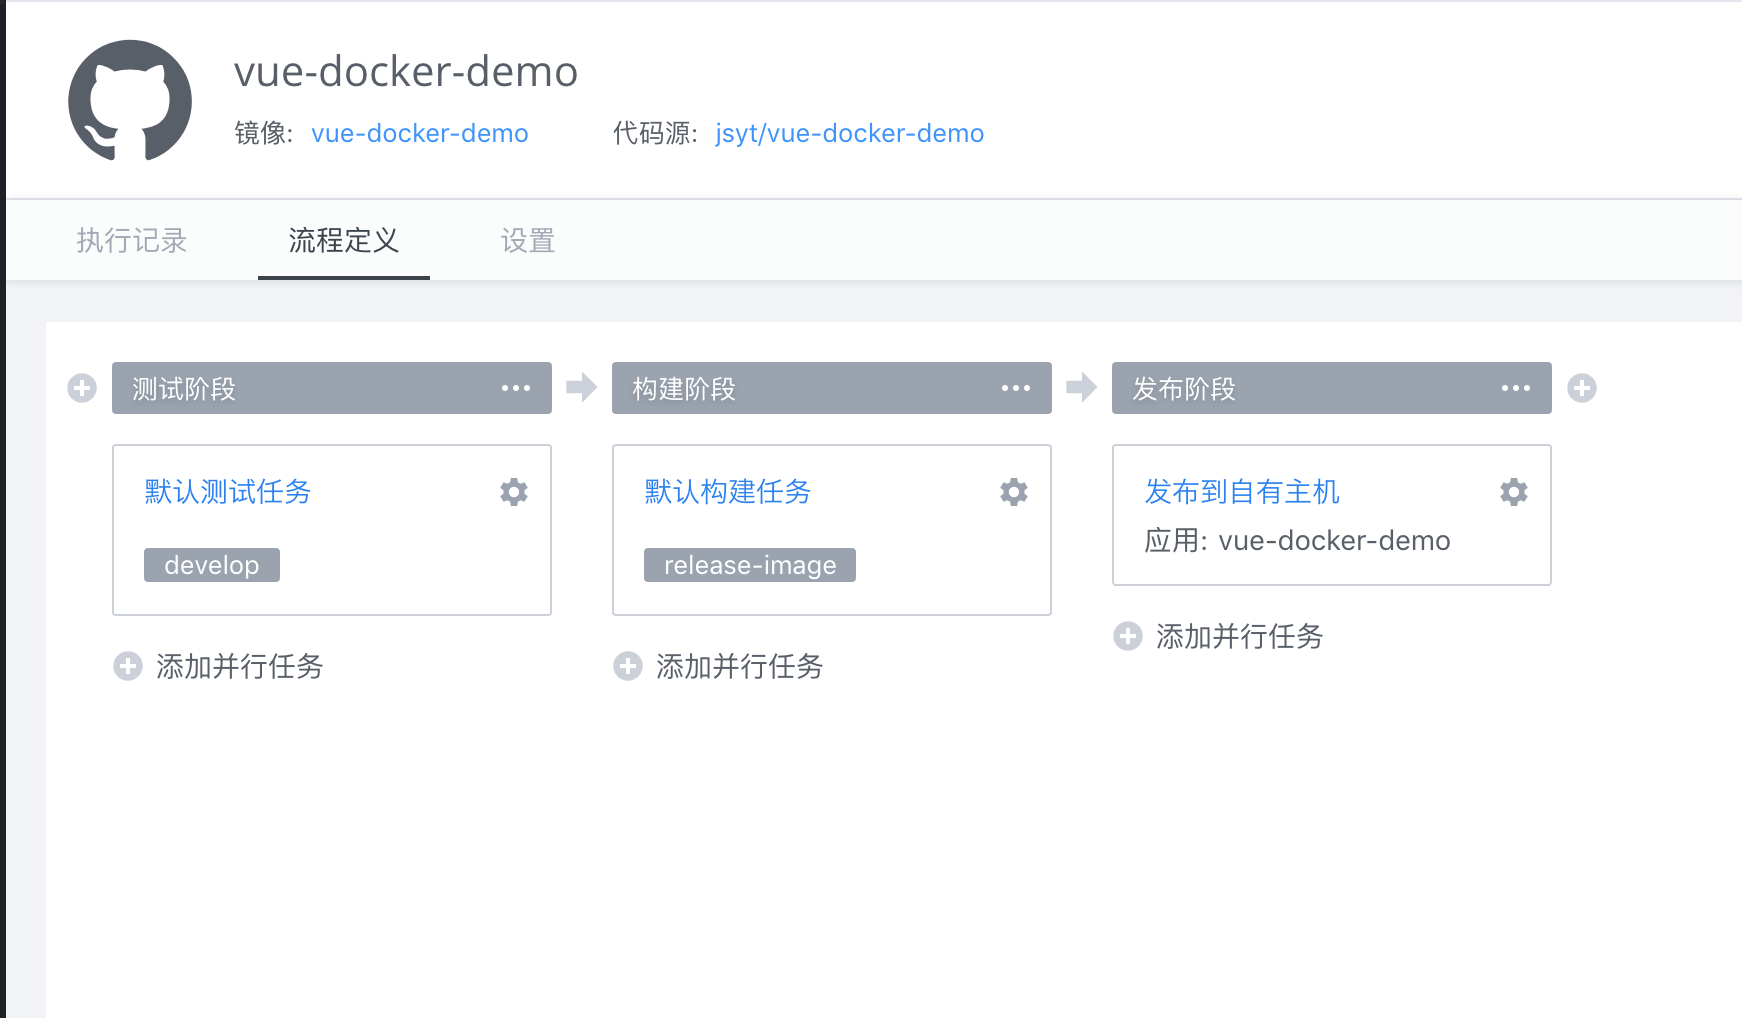 vue-docker-demo
镜像: vue-docker-demo 代码源: jsyt/vue-docker-demo
执行记录 流程定义 设置
测试阶段 构建阶段 发布阶段
默认测试任务 默认构建任务 发布到自有主机
应用: vue-docker-demo
develop release-image
添加并行任务 添加并行任务 添加并行任务